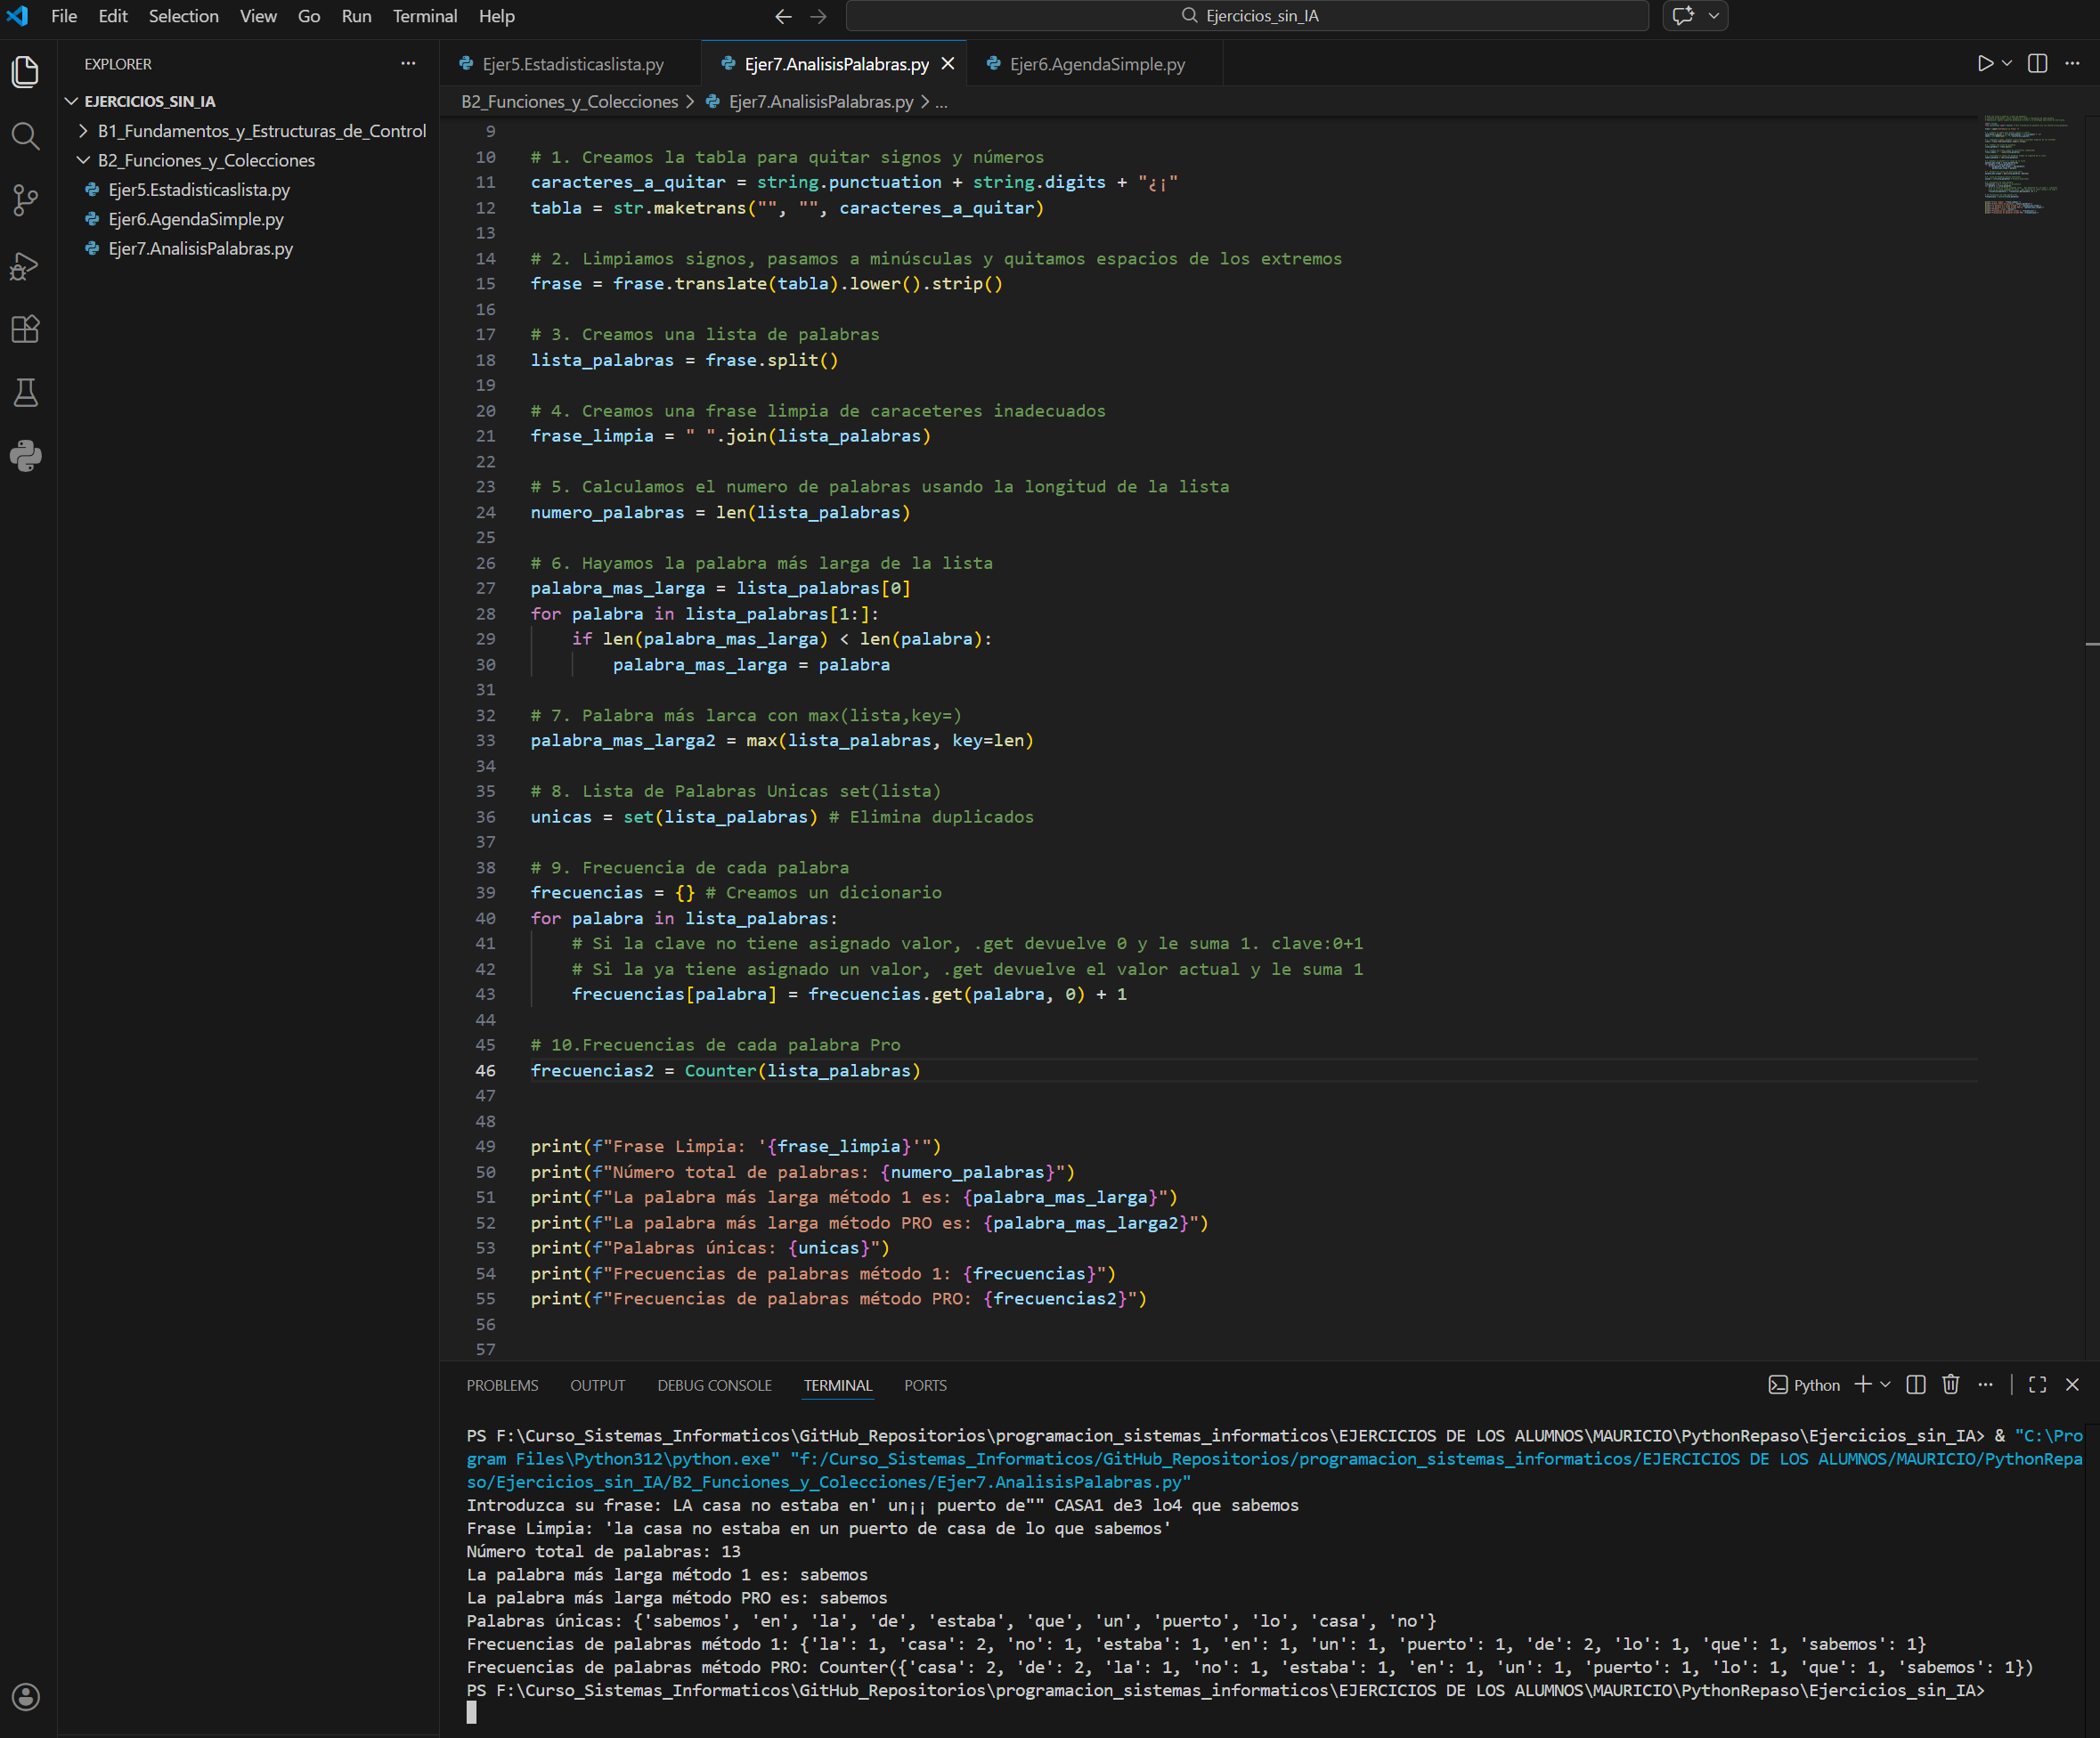 File Edit Selection View Go Run Terminal Help
Ejercicios_sin_IA
EXPLORER
EJERCICIOS_SIN_IA
B1_Fundamentos_y_Estructuras_de_Control
B2_Funciones_y_Colecciones
Ejer5.Estadisticaslista.py
Ejer6.AgendaSimple.py
Ejer7.AnalisisPalabras.py
Ejer5.Estadisticaslista.py Ejer7.AnalisisPalabras.py Ejer6.AgendaSimple.py
B2_Funciones_y_Colecciones > Ejer7.AnalisisPalabras.py > ...
9
10 # 1. Creamos la tabla para quitar signos y números
11 caracteres_a_quitar = string.punctuation + string.digits + "¿¡"
12 tabla = str.maketrans("", "", caracteres_a_quitar)
13
14 # 2. Limpiamos signos, pasamos a minúsculas y quitamos espacios de los extremos
15 frase = frase.translate(tabla).lower().strip()
16
17 # 3. Creamos una lista de palabras
18 lista_palabras = frase.split()
19
20 # 4. Creamos una frase limpia de caraceteres inadecuados
21 frase_limpia = " ".join(lista_palabras)
22
23 # 5. Calculamos el numero de palabras usando la longitud de la lista
24 numero_palabras = len(lista_palabras)
25
26 # 6. Hayamos la palabra más larga de la lista
27 palabra_mas_larga = lista_palabras[0]
28 for palabra in lista_palabras[1:]:
29     if len(palabra_mas_larga) < len(palabra):
30         palabra_mas_larga = palabra
31
32 # 7. Palabra más larca con max(lista,key=)
33 palabra_mas_larga2 = max(lista_palabras, key=len)
34
35 # 8. Lista de Palabras Unicas set(lista)
36 unicas = set(lista_palabras) # Elimina duplicados
37
38 # 9. Frecuencia de cada palabra
39 frecuencias = {} # Creamos un dicionario
40 for palabra in lista_palabras:
41     # Si la clave no tiene asignado valor, .get devuelve 0 y le suma 1. clave:0+1
42     # Si la ya tiene asignado un valor, .get devuelve el valor actual y le suma 1
43     frecuencias[palabra] = frecuencias.get(palabra, 0) + 1
44
45 # 10.Frecuencias de cada palabra Pro
46 frecuencias2 = Counter(lista_palabras)
47
48
49 print(f"Frase Limpia: '{frase_limpia}'")
50 print(f"Número total de palabras: {numero_palabras}")
51 print(f"La palabra más larga método 1 es: {palabra_mas_larga}")
52 print(f"La palabra más larga método PRO es: {palabra_mas_larga2}")
53 print(f"Palabras únicas: {unicas}")
54 print(f"Frecuencias de palabras método 1: {frecuencias}")
55 print(f"Frecuencias de palabras método PRO: {frecuencias2}")
56
57
PROBLEMS OUTPUT DEBUG CONSOLE TERMINAL PORTS
Python
PS F:\Curso_Sistemas_Informaticos\GitHub_Repositorios\programacion_sistemas_informaticos\EJERCICIOS DE LOS ALUMNOS\MAURICIO\PythonRepaso\Ejercicios_sin_IA> & "C:\Pro
gram Files\Python312\python.exe" "f:/Curso_Sistemas_Informaticos/GitHub_Repositorios/programacion_sistemas_informaticos/EJERCICIOS DE LOS ALUMNOS/MAURICIO/PythonRepa
so/Ejercicios_sin_IA/B2_Funciones_y_Colecciones/Ejer7.AnalisisPalabras.py"
Introduzca su frase: LA casa no estaba en' un¡¡ puerto de"" CASA1 de3 lo4 que sabemos
Frase Limpia: 'la casa no estaba en un puerto de casa de lo que sabemos'
Número total de palabras: 13
La palabra más larga método 1 es: sabemos
La palabra más larga método PRO es: sabemos
Palabras únicas: {'sabemos', 'en', 'la', 'de', 'estaba', 'que', 'un', 'puerto', 'lo', 'casa', 'no'}
Frecuencias de palabras método 1: {'la': 1, 'casa': 2, 'no': 1, 'estaba': 1, 'en': 1, 'un': 1, 'puerto': 1, 'de': 2, 'lo': 1, 'que': 1, 'sabemos': 1}
Frecuencias de palabras método PRO: Counter({'casa': 2, 'de': 2, 'la': 1, 'no': 1, 'estaba': 1, 'en': 1, 'un': 1, 'puerto': 1, 'lo': 1, 'que': 1, 'sabemos': 1})
PS F:\Curso_Sistemas_Informaticos\GitHub_Repositorios\programacion_sistemas_informaticos\EJERCICIOS DE LOS ALUMNOS\MAURICIO\PythonRepaso\Ejercicios_sin_IA>